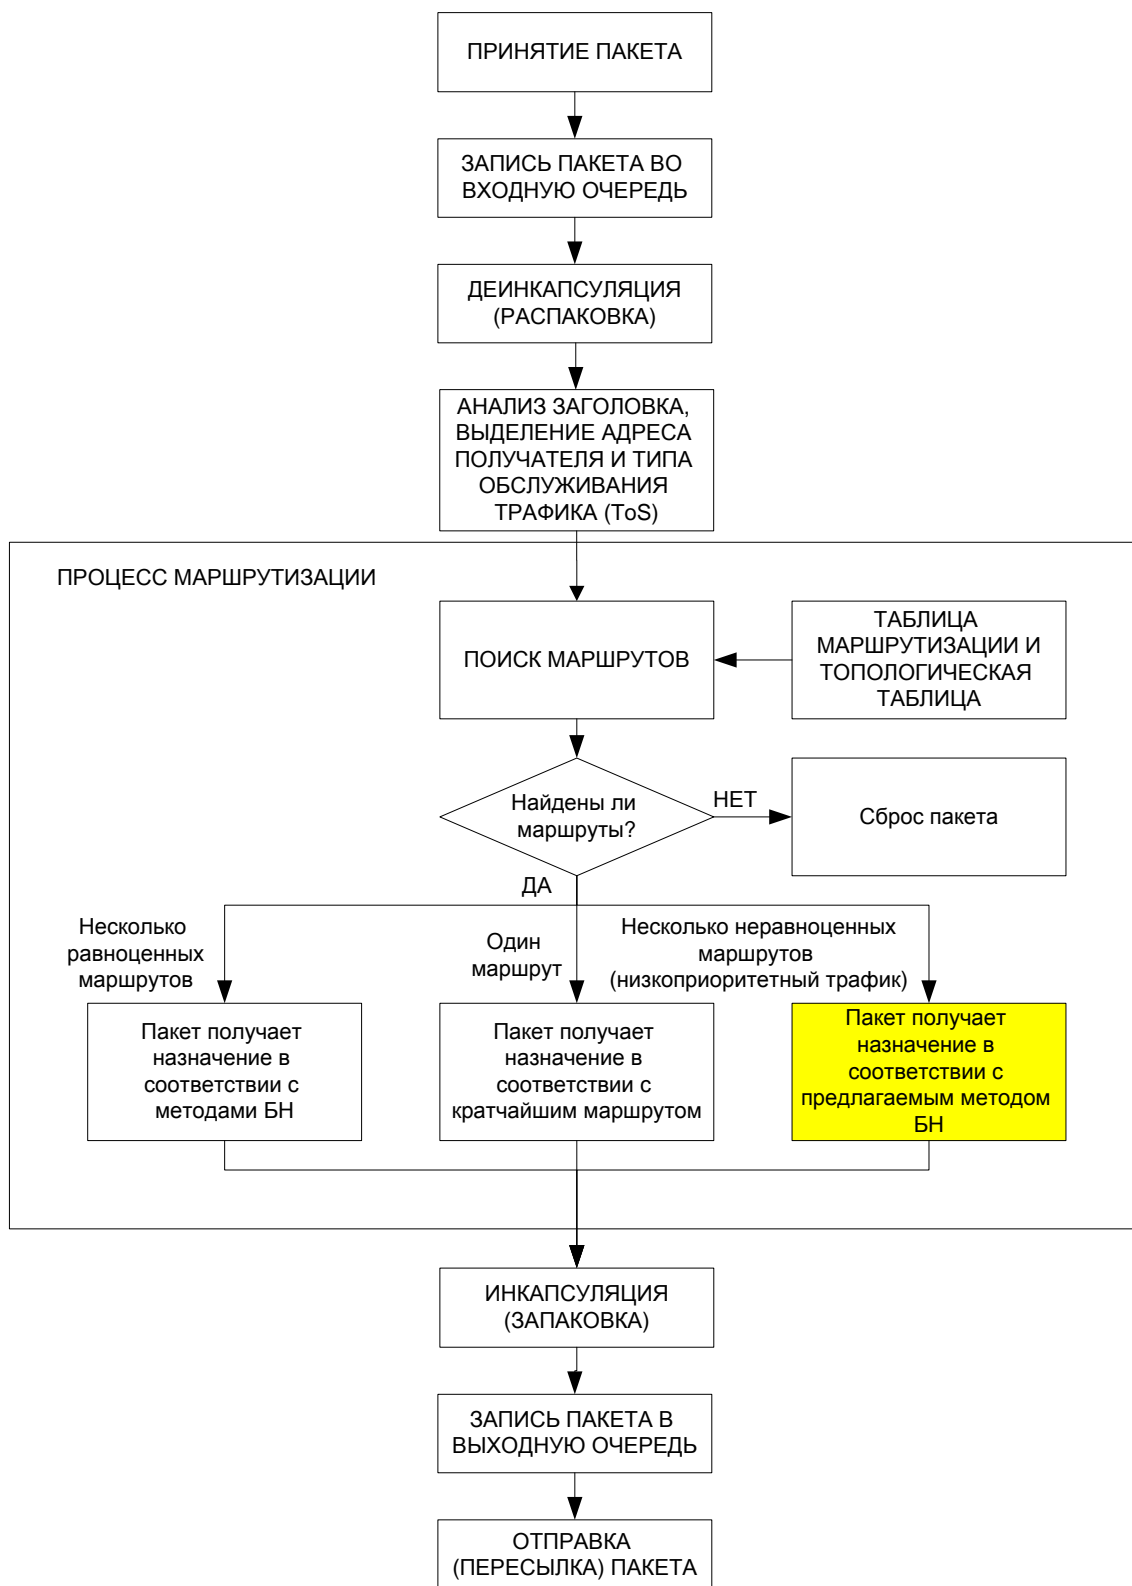 ПРИНЯТИЕ ПАКЕТА
ЗАПИСЬ ПАКЕТА ВО
ВХОДНУЮ ОЧЕРЕДЬ
ДЕИНКАПСУЛЯЦИЯ
(РАСПАКОВКА)
АНАЛИЗ ЗАГОЛОВКА,
ВЫДЕЛЕНИЕ АДРЕСА
ПОЛУЧАТЕЛЯ И ТИПА
ОБСЛУЖИВАНИЯ
ТРАФИКА (ToS)
ПРОЦЕСС МАРШРУТИЗАЦИИ
ПОИСК МАРШРУТОВ
ТАБЛИЦА
МАРШРУТИЗАЦИИ И
ТОПОЛОГИЧЕСКАЯ
ТАБЛИЦА
Найдены ли
маршруты?
НЕТ
Сброс пакета
ДА
Несколько
равноценных
маршрутов
Один
маршрут
Несколько неравноценных
маршрутов
(низкоприоритетный трафик)
Пакет получает
назначение в
соответствии с
методами БН
Пакет получает
назначение в
соответствии с
кратчайшим маршрутом
Пакет получает
назначение в
соответствии с
предлагаемым методом
БН
ИНКАПСУЛЯЦИЯ
(ЗАПАКОВКА)
ЗАПИСЬ ПАКЕТА В
ВЫХОДНУЮ ОЧЕРЕДЬ
ОТПРАВКА
(ПЕРЕСЫЛКА) ПАКЕТА